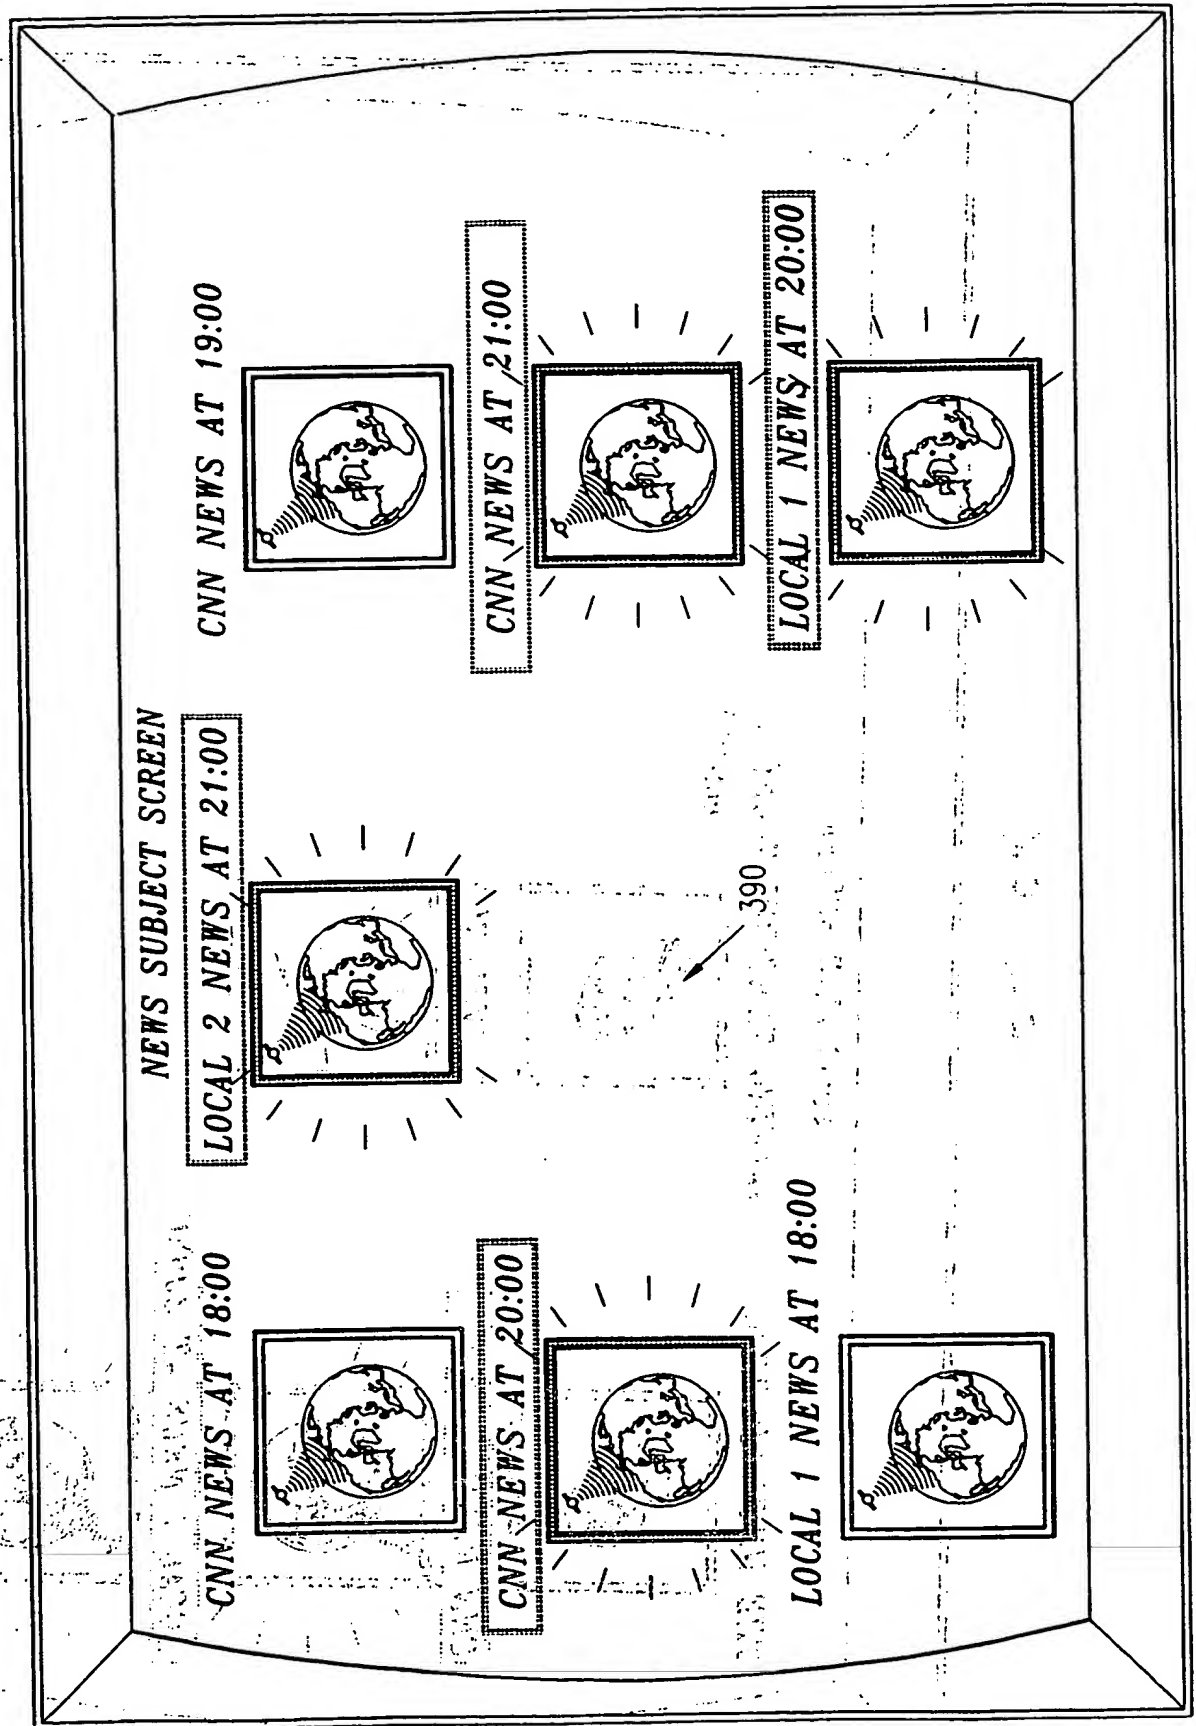 NEWS SUBJECT SCREEN
CNN NEWS AT 18:00
LOCAL 2 NEWS AT 21:00
CNN NEWS AT 19:00
CNN NEWS AT 20:00
CNN NEWS AT 21:00
390
LOCAL 1 NEWS AT 18:00
LOCAL 1 NEWS AT 20:00